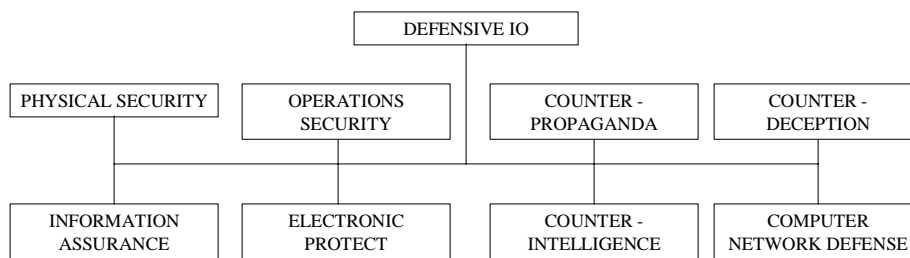 DEFENSIVE IO
PHYSICAL SECURITY
OPERATIONS
SECURITY
COUNTER -
PROPAGANDA
COUNTER -
DECEPTION
INFORMATION
ASSURANCE
ELECTRONIC
PROTECT
COUNTER -
INTELLIGENCE
COMPUTER
NETWORK DEFENSE